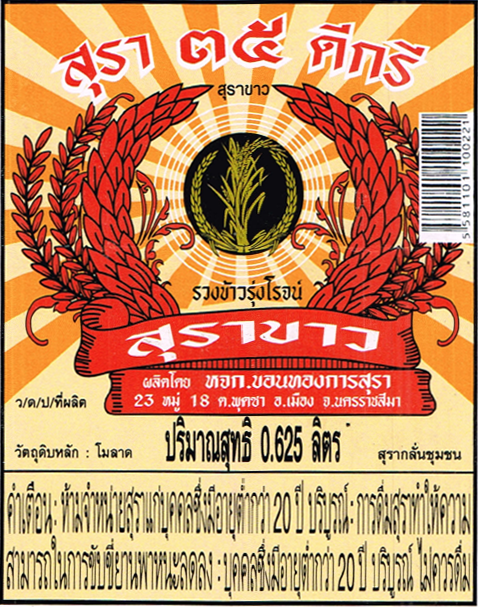 สุรา ๓๕ ดีกรี
สุราขาว
5 581101 100221
รวงข้าวรุ่งโรจน์
สุราขาว
ผลิตโดย หจก.ขอนทองการสุรา
23 หมู่ 18 ต.พุดซา อ.เมือง จ.นครราชสีมา
ว/ด/ป/ที่ผลิต
ปริมาณสุทธิ 0.625 ลิตร
วัตถุดิบหลัก : โมลาด
สุรากลั่นชุมชน
คำเตือน : ห้ามจำหน่ายสุราแก่บุคคลซึ่งมีอายุต่ำกว่า 20 ปี บริบูรณ์ : การดื่มสุราทำให้ความ
สามารถในการขับขี่ยานพาหนะลดลง : บุคคลซึ่งมีอายุต่ำกว่า 20 ปี บริบูรณ์ ไม่ควรดื่ม